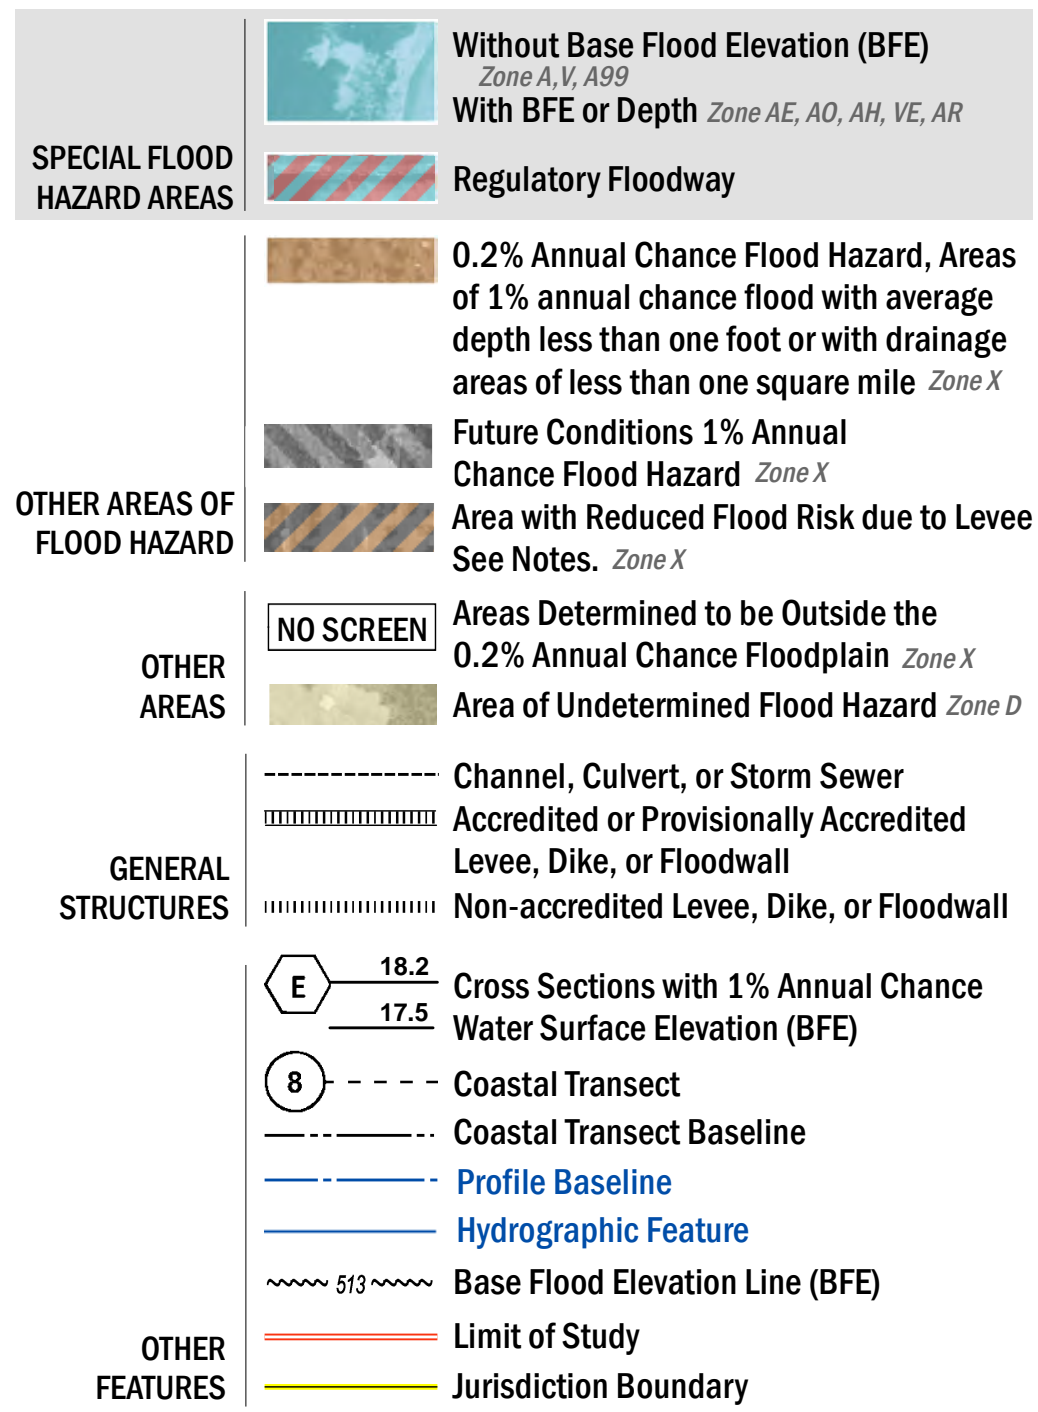 Without Base Flood Elevation (BFE)
Zone A,V, A99
With BFE or Depth Zone AE, AO, AH, VE, AR
SPECIAL FLOOD
HAZARD AREAS
Regulatory Floodway
0.2% Annual Chance Flood Hazard, Areas
of 1% annual chance flood with average
depth less than one foot or with drainage
areas of less than one square mile Zone X
Future Conditions 1% Annual
Chance Flood Hazard Zone X
OTHER AREAS OF
FLOOD HAZARD
Area with Reduced Flood Risk due to Levee
See Notes. Zone X
NO SCREEN
Areas Determined to be Outside the
0.2% Annual Chance Floodplain Zone X
OTHER
AREAS
Area of Undetermined Flood Hazard Zone D
Channel, Culvert, or Storm Sewer
Accredited or Provisionally Accredited
Levee, Dike, or Floodwall
GENERAL
STRUCTURES
Non-accredited Levee, Dike, or Floodwall
E
18.2
17.5
Cross Sections with 1% Annual Chance
Water Surface Elevation (BFE)
8
Coastal Transect
Coastal Transect Baseline
Profile Baseline
Hydrographic Feature
513
Base Flood Elevation Line (BFE)
Limit of Study
OTHER
FEATURES
Jurisdiction Boundary